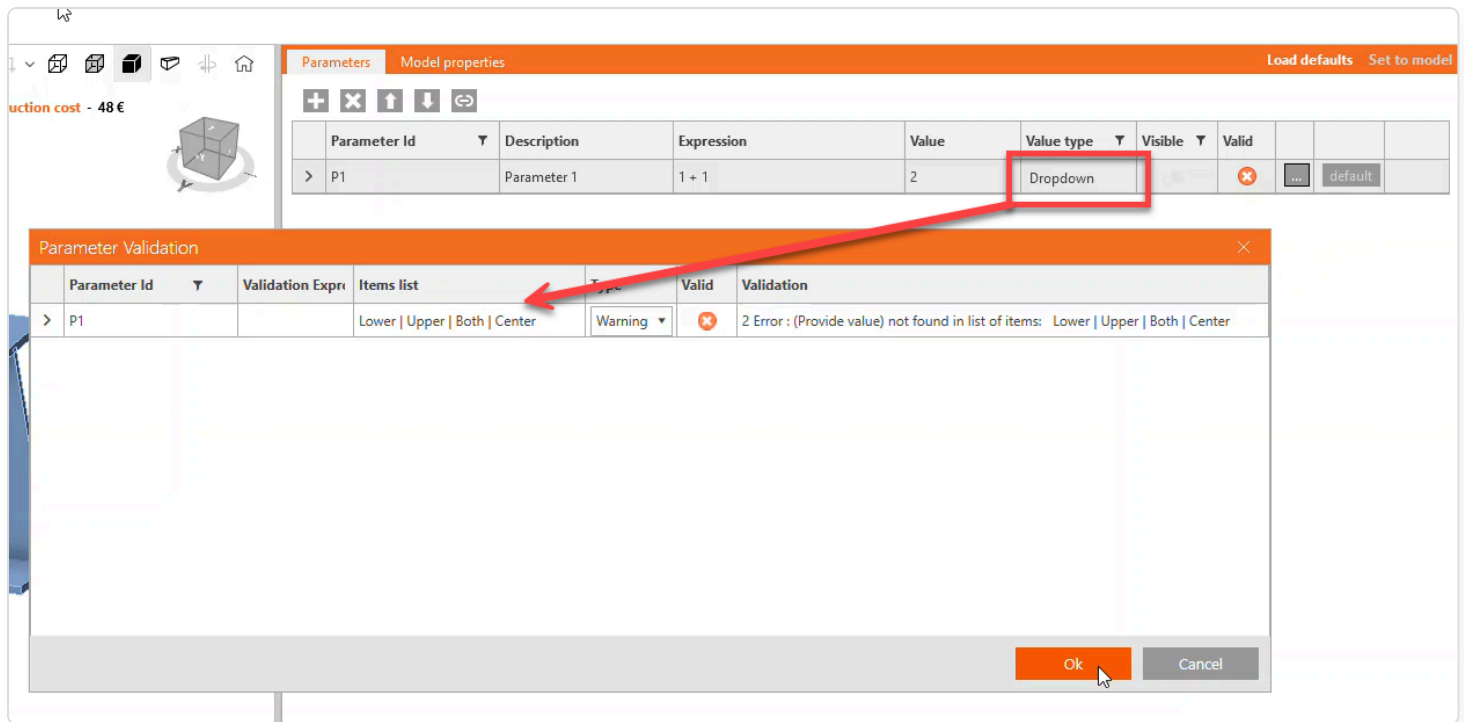 Parameters Model properties Load defaults Set to model
uction cost - 48 €
Parameter Id Description Expression Value Value type Visible Valid
P1 Parameter 1 1 + 1 2 Dropdown ... default
Parameter Validation
Parameter Id Validation Expre Items list Valid Validation
P1 Lower | Upper | Both | Center Warning 2 Error : (Provide value) not found in list of items: Lower | Upper | Both | Center
Ok Cancel